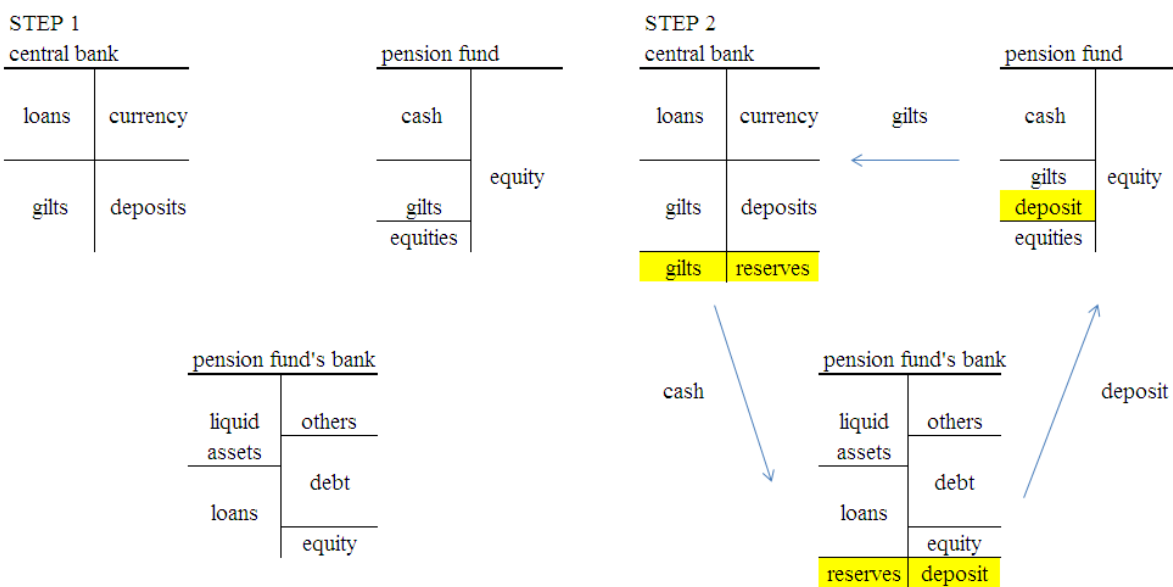 STEP 1
central bank
pension fund
loans
currency
cash
equity
gilts
deposits
gilts
equities
pension fund's bank
liquid
assets
others
debt
loans
equity
STEP 2
central bank
pension fund
loans
currency
gilts
cash
gilts
equity
gilts
deposits
deposit
equities
gilts
reserves
pension fund's bank
cash
deposit
liquid
assets
others
debt
loans
equity
reserves
deposit